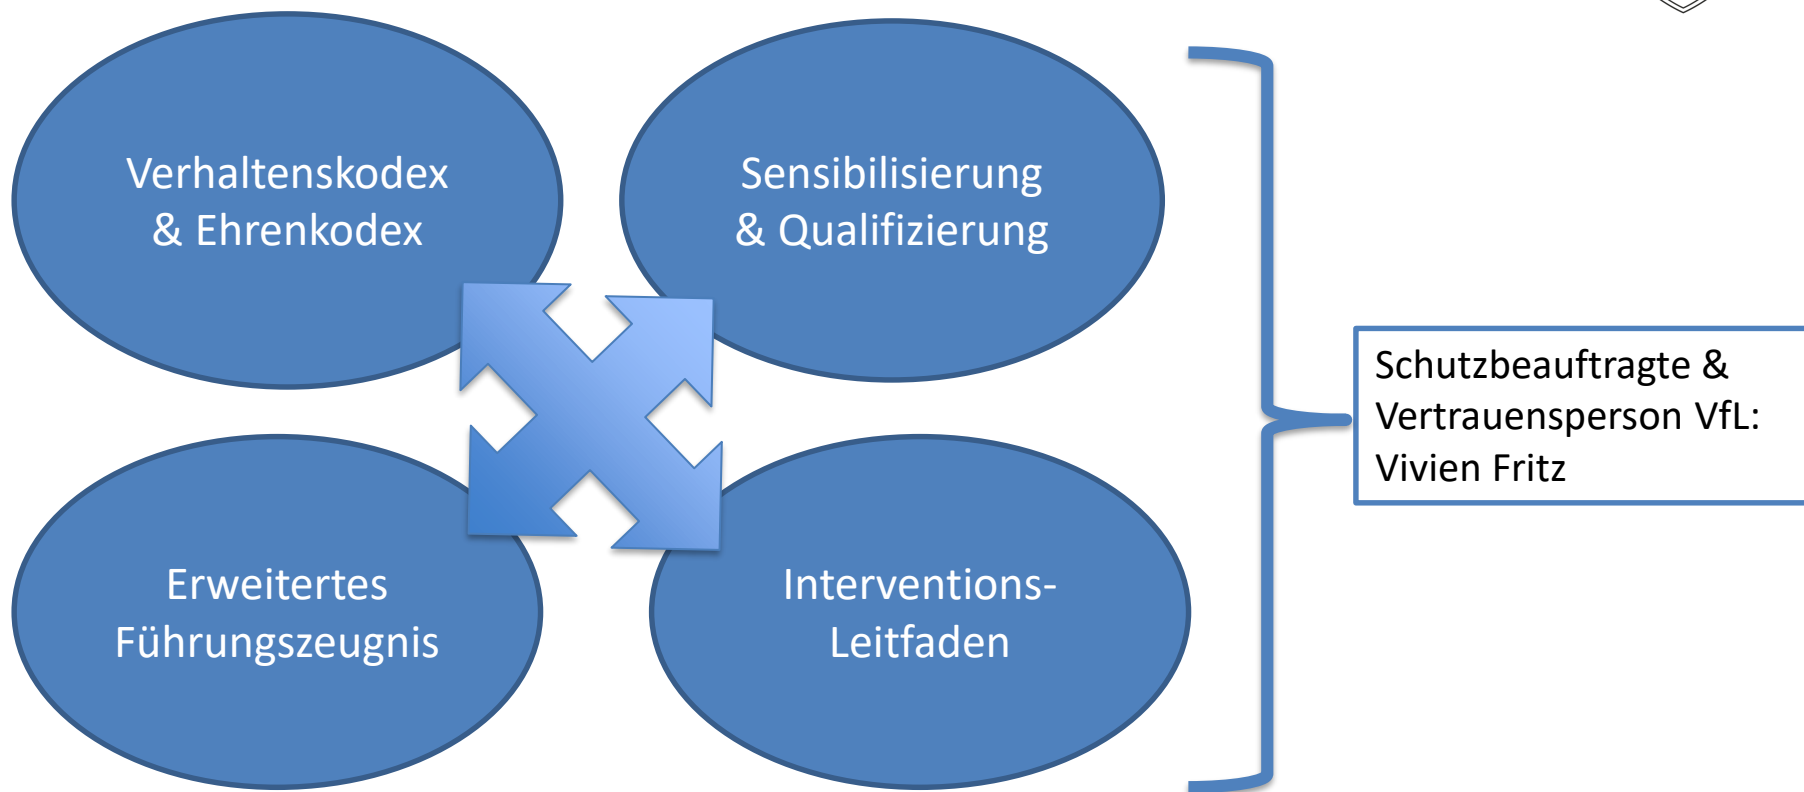 Verhaltenskodex
& Ehrenkodex
Sensibilisierung
& Qualifizierung
Erweitertes
Führungszeugnis
Interventions-
Leitfaden
Schutzbeauftragte &
Vertrauensperson VfL:
Vivien Fritz